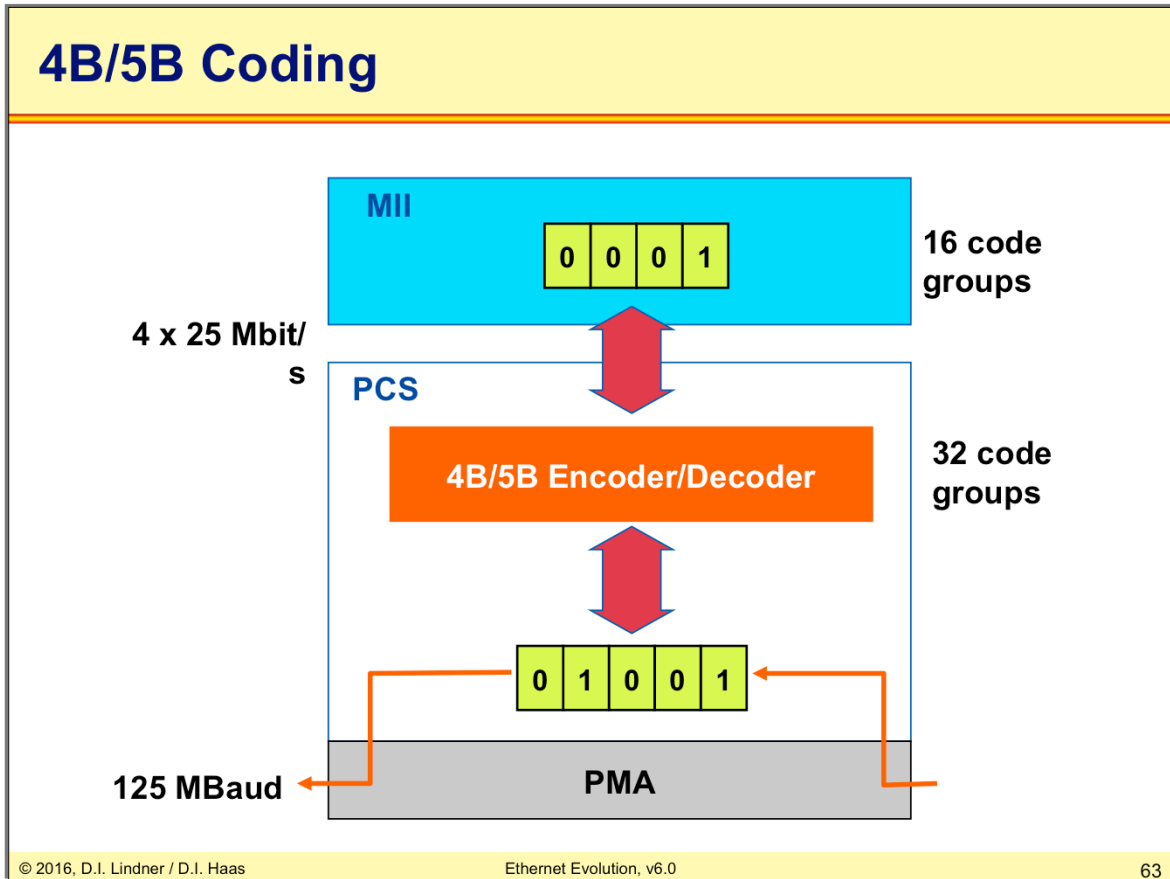 4B/5B Coding
MII
0 0 0 1
16 code
groups
4 x 25 Mbit/
s
PCS
4B/5B Encoder/Decoder
32 code
groups
0 1 0 0 1
125 MBaud
PMA
© 2016, D.I. Lindner / D.I. Haas
Ethernet Evolution, v6.0
63